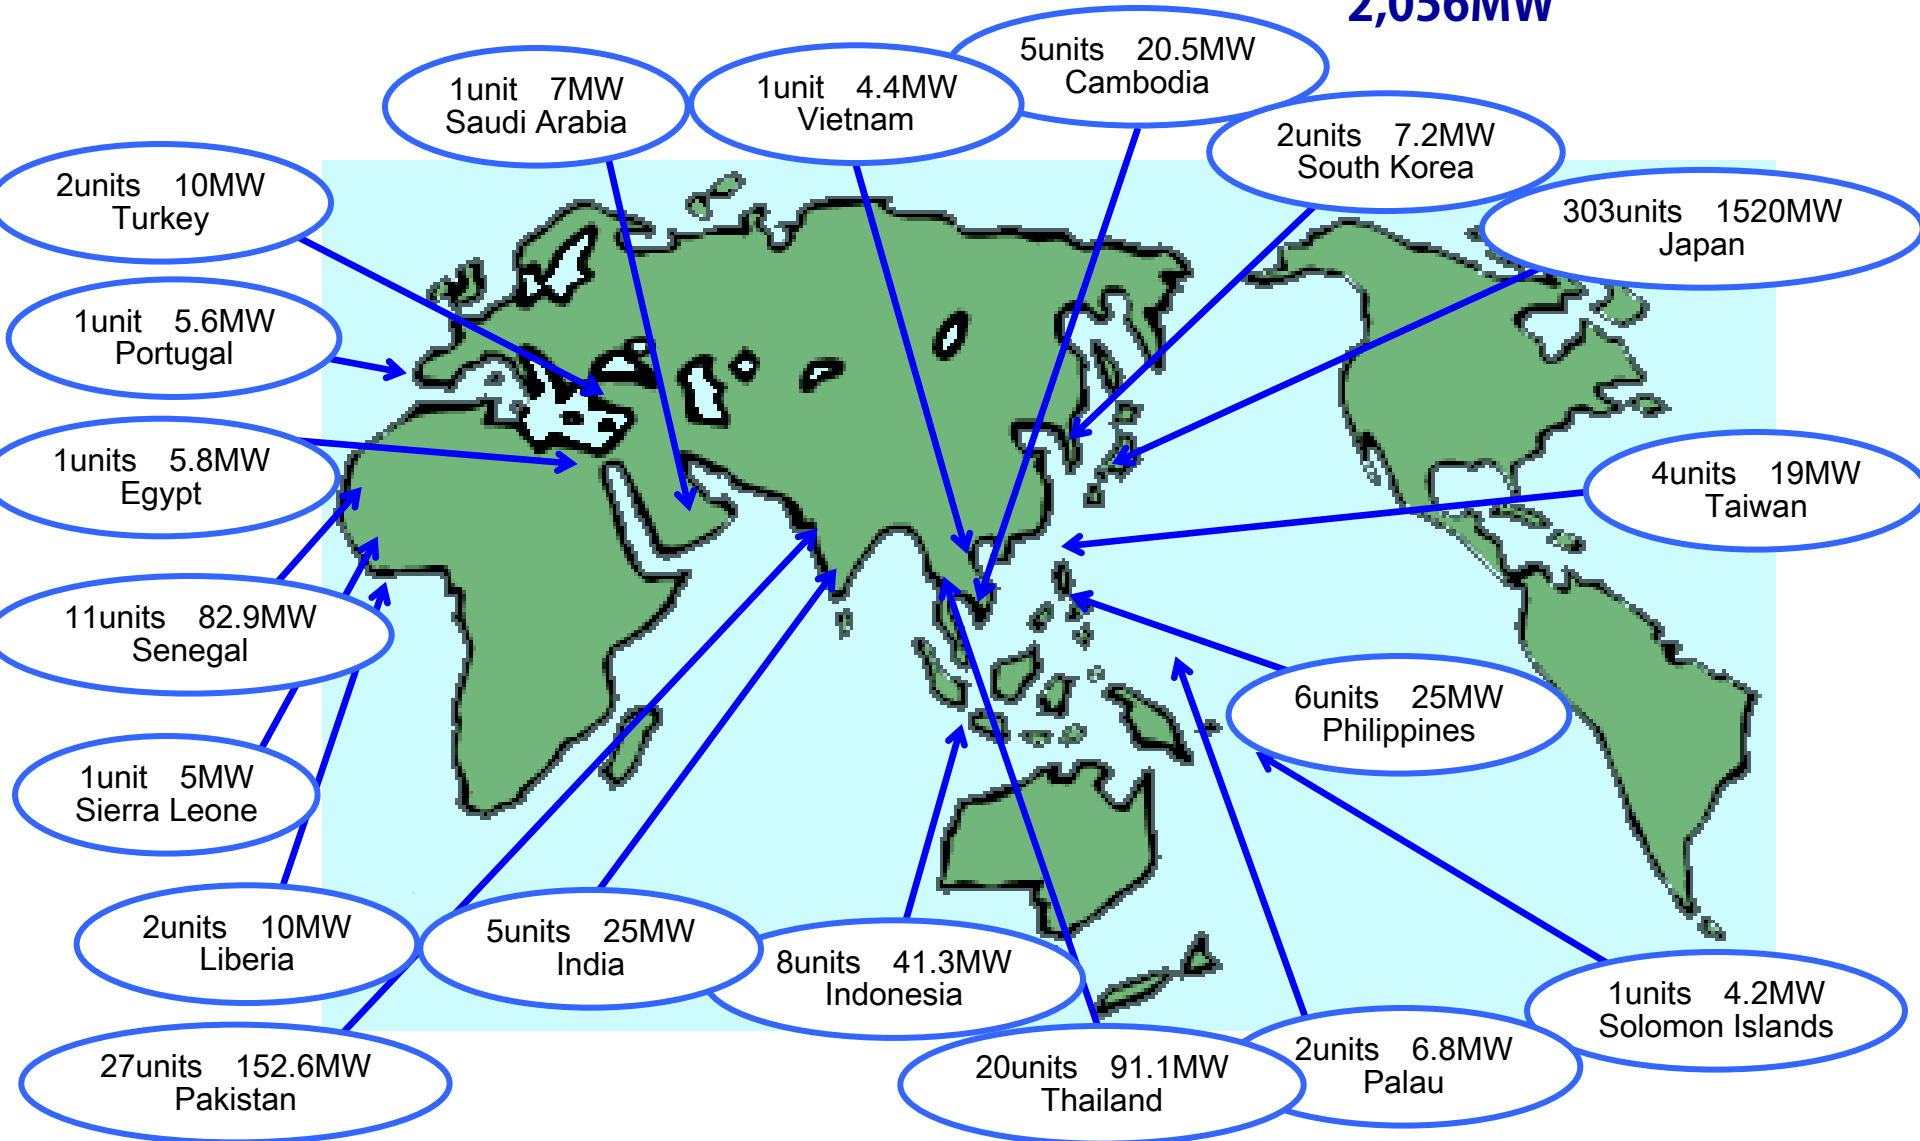 2,056MW
5units 20.5MW
Cambodia
1unit 7MW
Saudi Arabia
1unit 4.4MW
Vietnam
2units 7.2MW
South Korea
2units 10MW
Turkey
303units 1520MW
Japan
1unit 5.6MW
Portugal
1units 5.8MW
Egypt
4units 19MW
Taiwan
11units 82.9MW
Senegal
6units 25MW
Philippines
1unit 5MW
Sierra Leone
2units 10MW
Liberia
5units 25MW
India
8units 41.3MW
Indonesia
1units 4.2MW
Solomon Islands
27units 152.6MW
Pakistan
20units 91.1MW
Thailand
2units 6.8MW
Palau